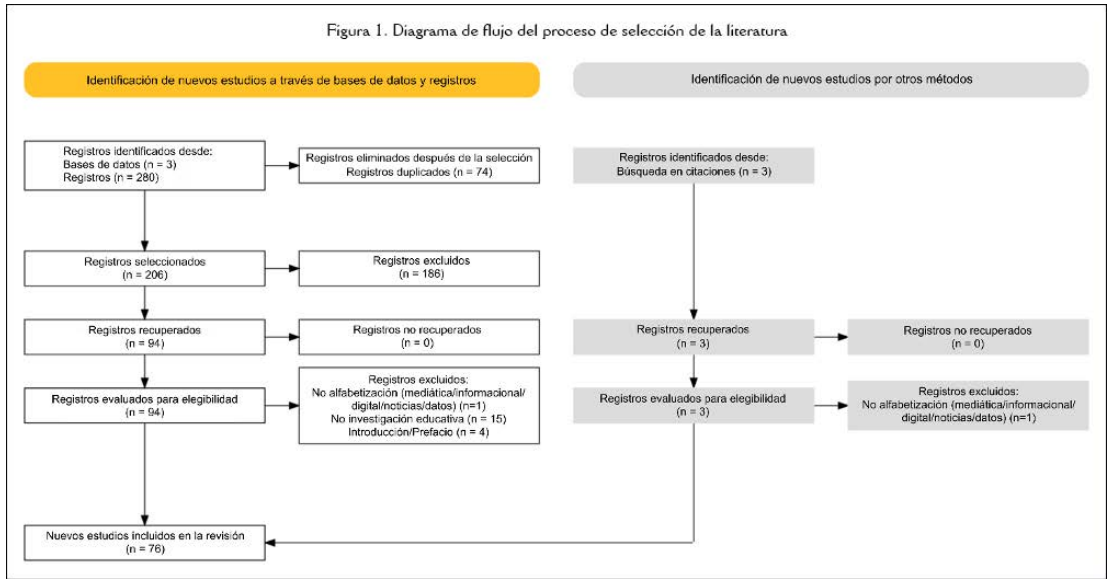 Figura 1. Diagrama de flujo del proceso de selección de la literatura
Identificación de nuevos estudios a través de bases de datos y registros
Identificación de nuevos estudios por otros métodos
Registros identificados desde:
Bases de datos (n = 3)
Registros (n = 280)
Registros eliminados después de la selección
Registros duplicados (n = 74)
Registros identificados desde:
Búsqueda en citaciones (n = 3)
Registros seleccionados
(n = 206)
Registros excluidos
(n = 186)
Registros recuperados
(n = 94)
Registros no recuperados
(n = 0)
Registros recuperados
(n = 3)
Registros no recuperados
(n = 0)
Registros evaluados para elegibilidad
(n = 94)
Registros excluidos:
No alfabetización (mediática/informacional/
digital/noticias/datos) (n=1)
No investigación educativa (n = 15)
Introducción/Prefacio (n = 4)
Registros evaluados para elegibilidad
(n = 3)
Registros excluidos:
No alfabetización (mediática/informacional/
digital/noticias/datos) (n=1)
Nuevos estudios incluidos en la revisión
(n = 76)